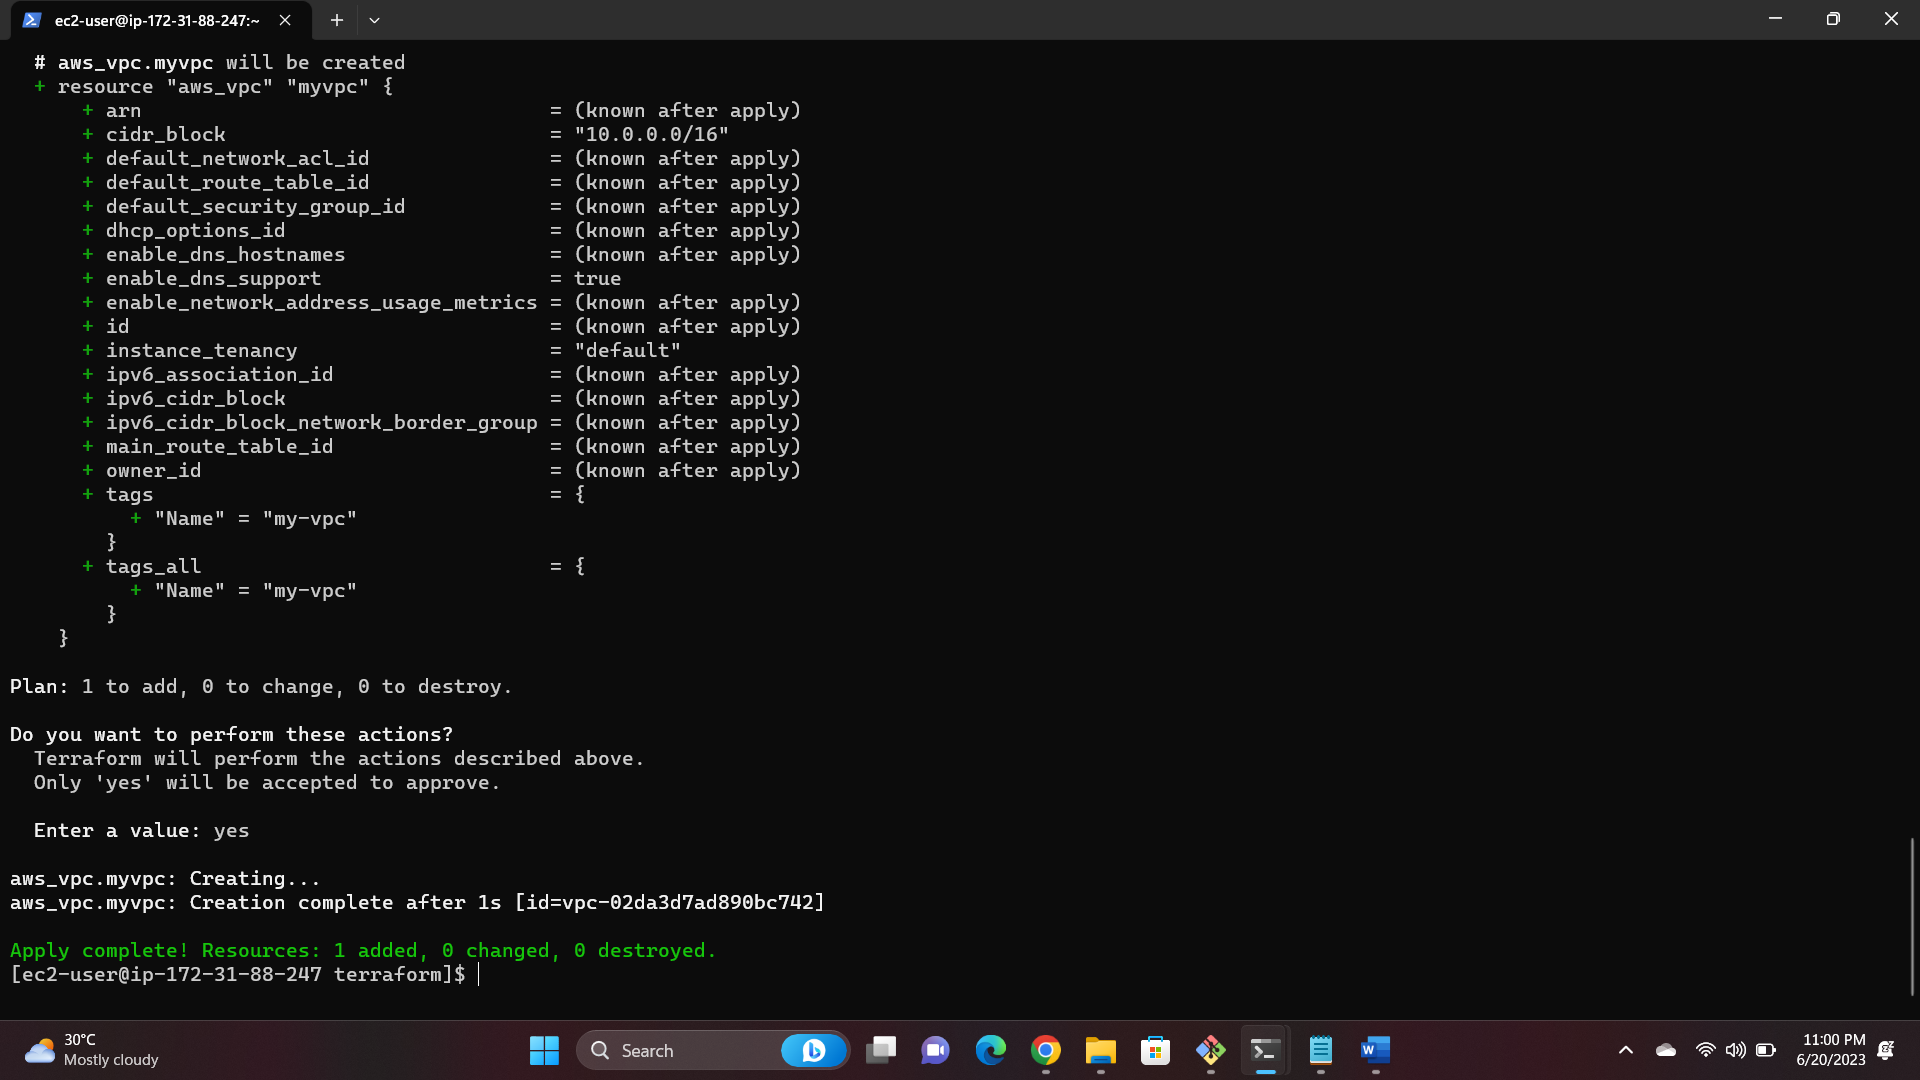 ec2-user@ip-172-31-88-247:~
# aws_vpc.myvpc will be created
+ resource "aws_vpc" "myvpc" {
+ arn = (known after apply)
+ cidr_block = "10.0.0.0/16"
+ default_network_acl_id = (known after apply)
+ default_route_table_id = (known after apply)
+ default_security_group_id = (known after apply)
+ dhcp_options_id = (known after apply)
+ enable_dns_hostnames = (known after apply)
+ enable_dns_support = true
+ enable_network_address_usage_metrics = (known after apply)
+ id = (known after apply)
+ instance_tenancy = "default"
+ ipv6_association_id = (known after apply)
+ ipv6_cidr_block = (known after apply)
+ ipv6_cidr_block_network_border_group = (known after apply)
+ main_route_table_id = (known after apply)
+ owner_id = (known after apply)
+ tags = {
+ "Name" = "my-vpc"
}
+ tags_all = {
+ "Name" = "my-vpc"
}
}
Plan: 1 to add, 0 to change, 0 to destroy.
Do you want to perform these actions?
Terraform will perform the actions described above.
Only 'yes' will be accepted to approve.
Enter a value: yes
aws_vpc.myvpc: Creating...
aws_vpc.myvpc: Creation complete after 1s [id=vpc-02da3d7ad890bc742]
Apply complete! Resources: 1 added, 0 changed, 0 destroyed.
[ec2-user@ip-172-31-88-247 terraform]$
30°C
Mostly cloudy
Search
11:00 PM
6/20/2023